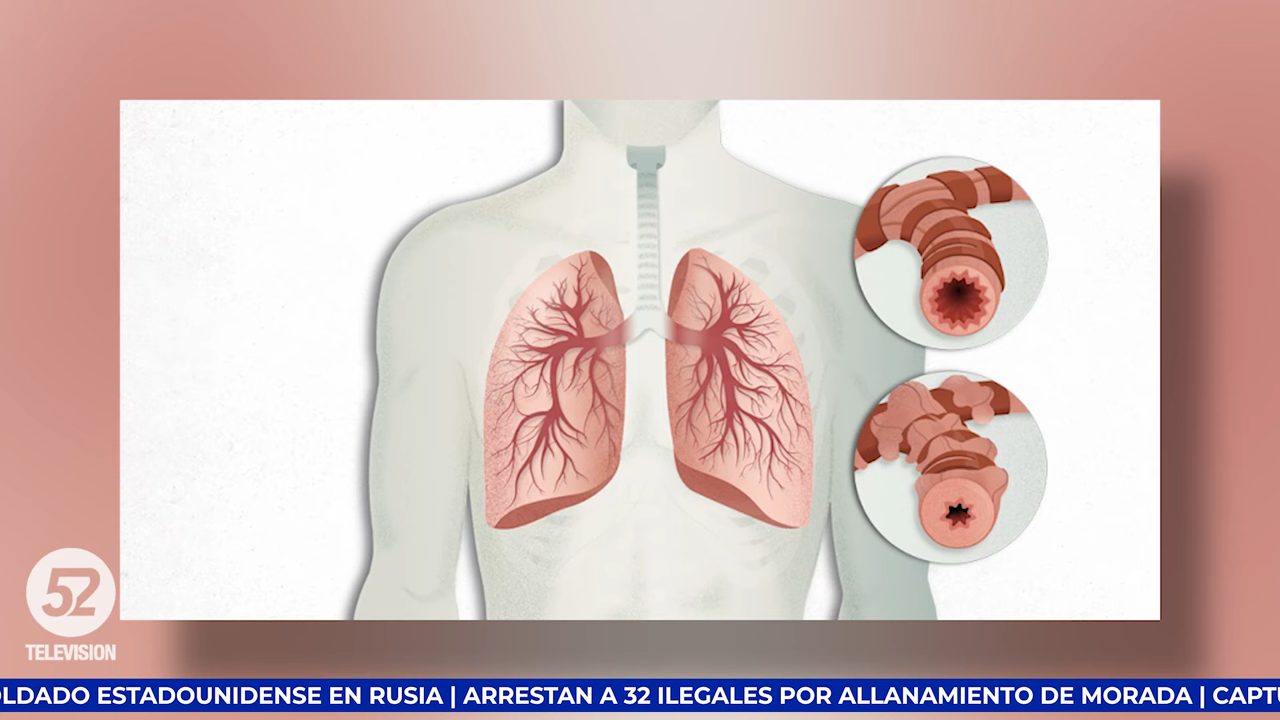 52
TELEVISION
OLDADO ESTADOUNIDENSE EN RUSIA | ARRESTAN A 32 ILEGALES POR ALLANAMIENTO DE MORADA | CAPTU